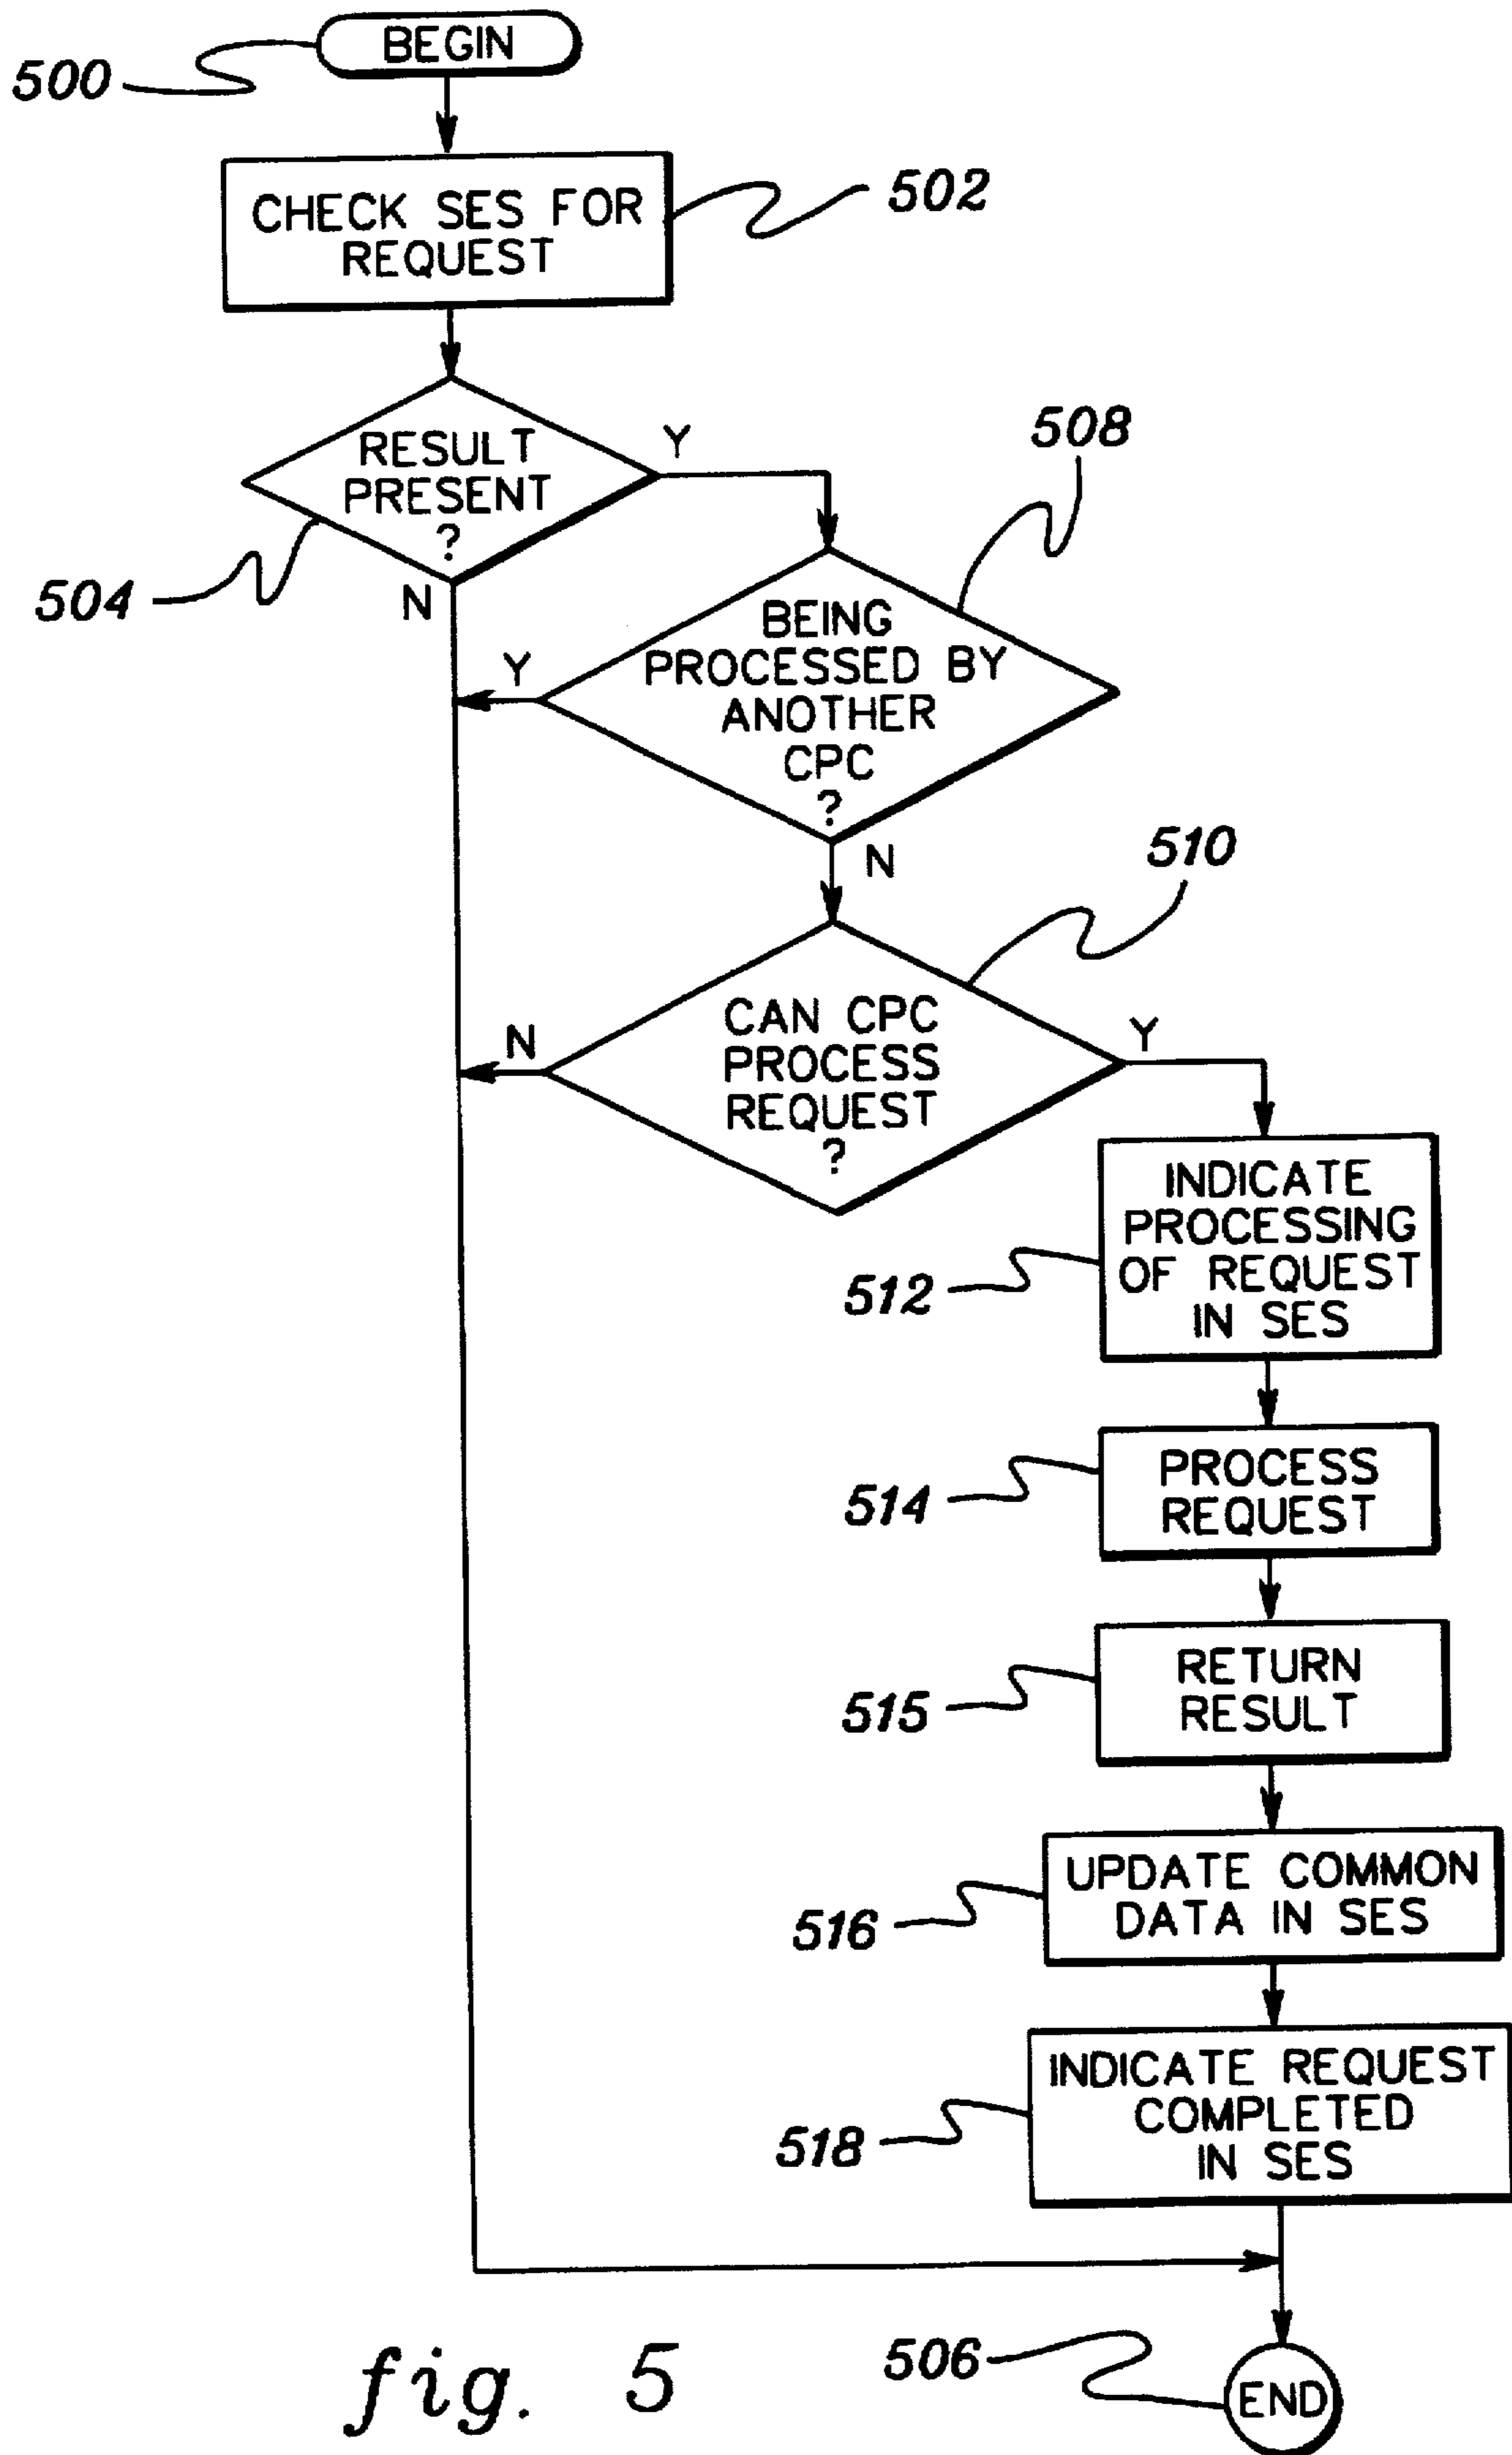 BEGIN
500
CHECK SES FOR
REQUEST
502
RESULT
PRESENT
?
Y
N
504
508
BEING
PROCESSED BY
ANOTHER
CPC
?
Y
N
510
CAN CPC
PROCESS
REQUEST
?
N
Y
INDICATE
PROCESSING
OF REQUEST
IN SES
512
PROCESS
REQUEST
514
RETURN
RESULT
515
UPDATE COMMON
DATA IN SES
516
INDICATE REQUEST
COMPLETED
IN SES
518
506
END
fig. 5